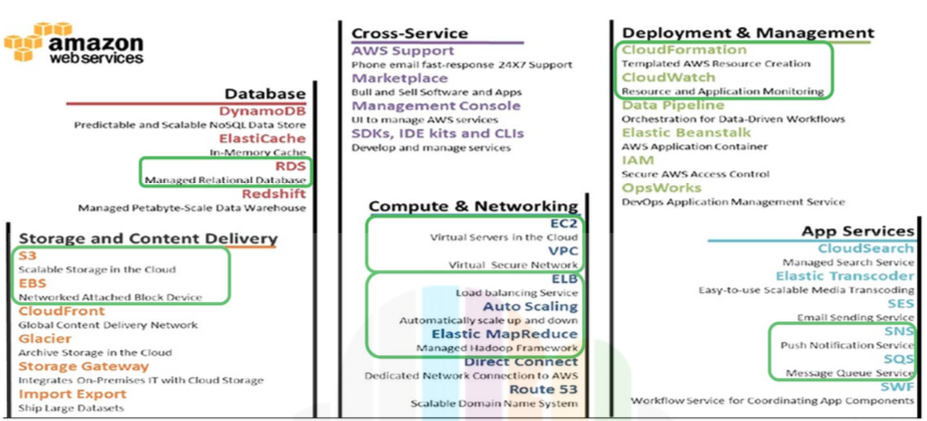 amazon
webservices
Database
DynamoDB
Predictable and Scalable NoSQL Data Store
ElastiCache
In-Memory Cache
RDS
Managed Relational Database
Redshift
Managed Petabyte-Scale Data Warehouse
Storage and Content Delivery
S3
Scalable Storage in the Cloud
EBS
Networked Attached Block Device
CloudFront
Global Content Delivery Network
Glacier
Archive Storage in the Cloud
Storage Gateway
Integrates On-Premises IT with Cloud Storage
Import Export
Ship Large Datasets
Cross-Service
AWS Support
Phone email fast-response 24X7 Support
Marketplace
Bull and Sell Software and Apps
Management Console
UI to manage AWS services
SDKs, IDE kits and CLIs
Develop and manage services
Compute & Networking
EC2
Virtual Servers in the Cloud
VPC
Virtual Secure Network
ELB
Load balancing Service
Auto Scaling
Automatically scale up and down
Elastic MapReduce
Managed Hadoop Framework
Direct Connect
Dedicated Network Connection to AWS
Route 53
Scalable Domain Name System
Deployment & Management
CloudFormation
Templated AWS Resource Creation
CloudWatch
Resource and Application Monitoring
Data Pipeline
Orchestration for Data-Driven Workflows
Elastic Beanstalk
AWS Application Container
IAM
Secure AWS Access Control
OpsWorks
DevOps Application Management Service
App Services
CloudSearch
Managed Search Service
Elastic Transcoder
Easy-to-use Scalable Media Transcoding
SES
Email Sending Service
SNS
Push Notification Service
SQS
Message Queue Service
SWF
Workflow Service for Coordinating App Components